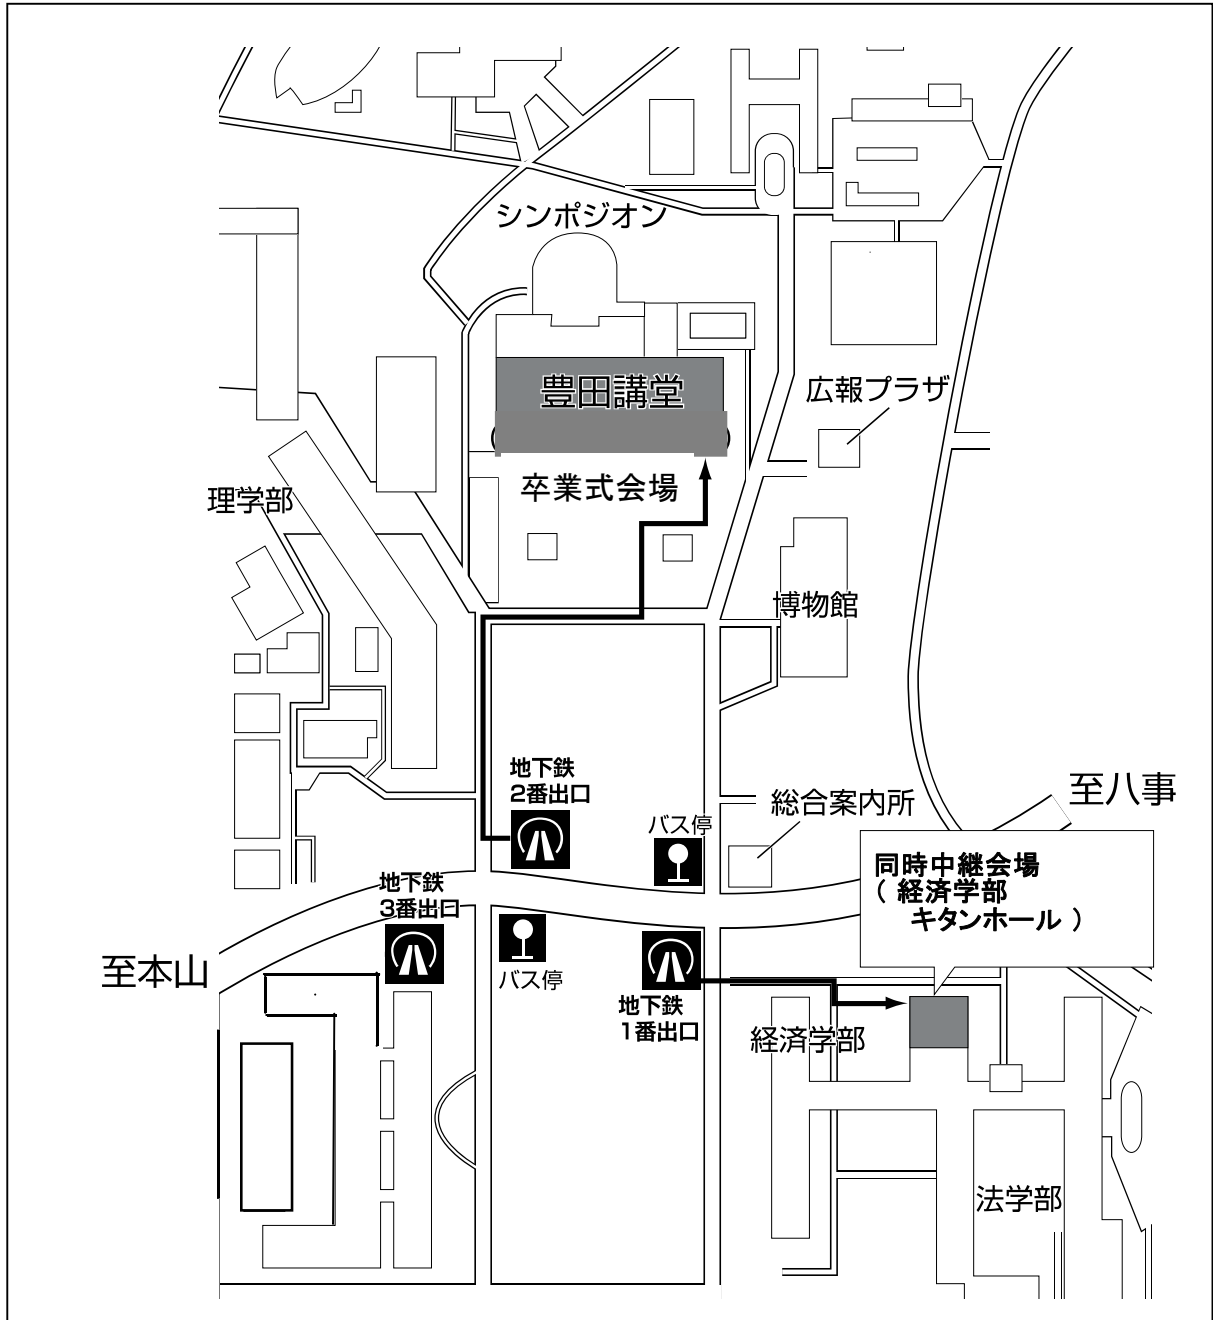 シンポジオン
豊田講堂
広報プラザ
卒業式会場
理学部
博物館
地下鉄
2番出口
至八事
総合案内所
バス停
同時中継会場
( 経済学部
キタンホール )
地下鉄
3番出口
至本山
バス停
地下鉄
1番出口
経済学部
法学部